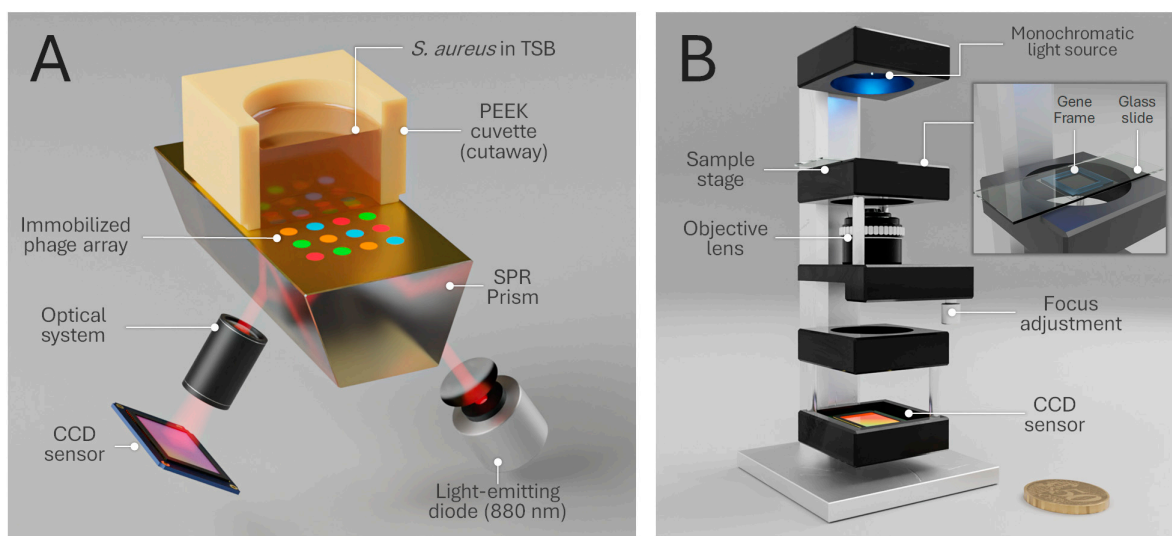 A
S. aureus in TSB
PEEK
cuvette
(cutaway)
Immobilized
phage array
SPR
Prism
Optical
system
CCD
sensor
Light-emitting
diode (880 nm)
B
Monochromatic
light source
Gene
Frame
Glass
slide
Sample
stage
Objective
lens
Focus
adjustment
CCD
sensor